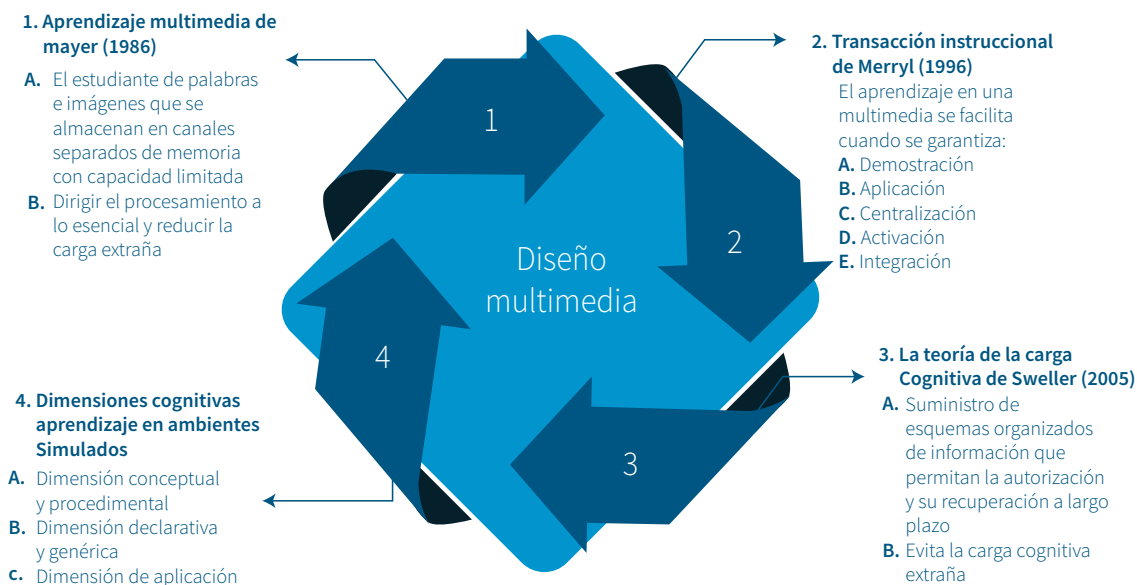 1. Aprendizaje multimedia de
mayer (1986)
A. El estudiante de palabras
e imágenes que se
almacenan en canales
separados de memoria
con capacidad limitada
B. Dirigir el procesamiento a
lo esencial y reducir la
carga extraña
2. Transacción instruccional
de Merryl (1996)
El aprendizaje en una
multimedia se facilita
cuando se garantiza:
A. Demostración
B. Aplicación
C. Centralización
D. Activación
E. Integración
1
2
Diseño
multimedia
4
3
3. La teoría de la carga
Cognitiva de Sweller (2005)
A. Suministro de
esquemas organizados
de información que
permitan la autorización
y su recuperación a largo
plazo
B. Evita la carga cognitiva
extraña
4. Dimensiones cognitivas
aprendizaje en ambientes
Simulados
A. Dimensión conceptual
y procedimental
B. Dimensión declarativa
y genérica
c. Dimensión de aplicación